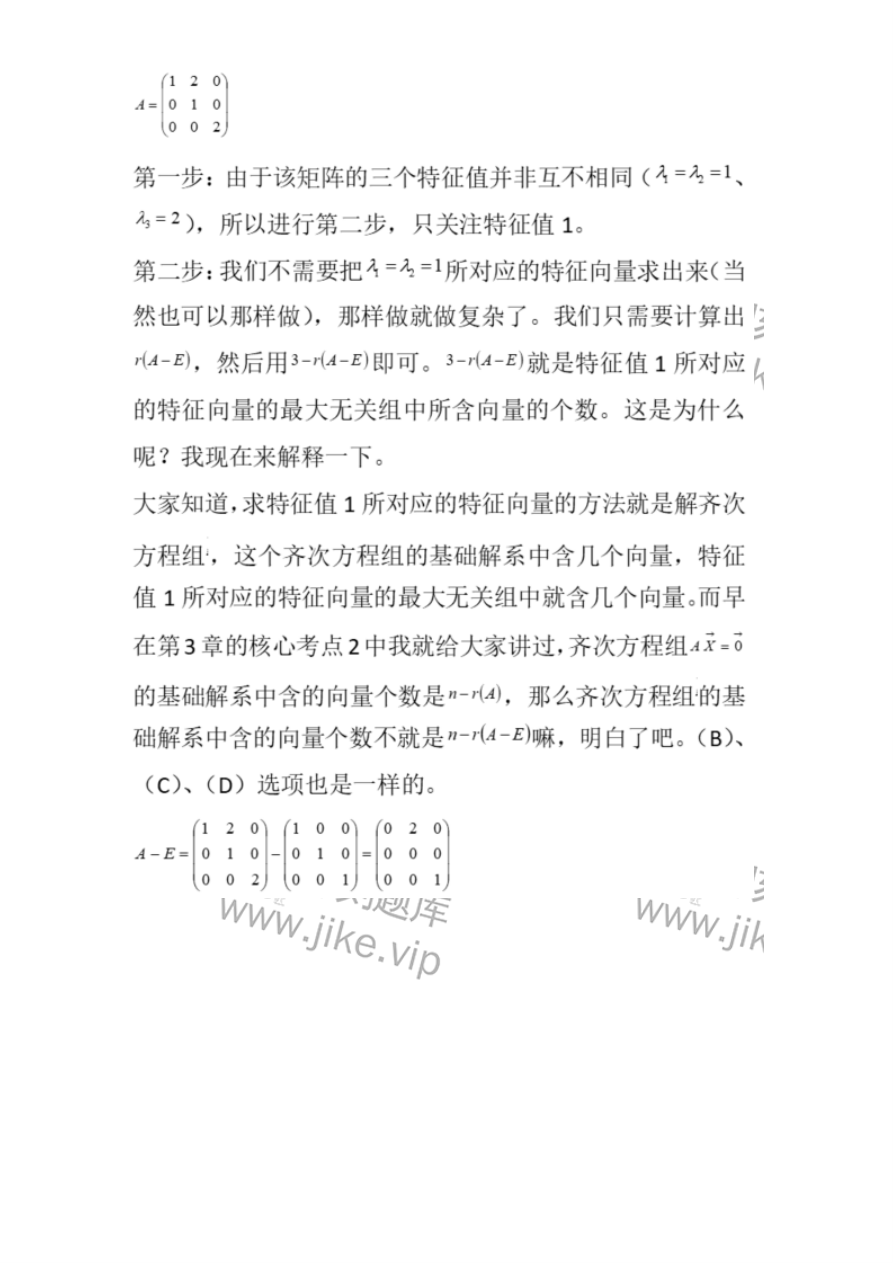 A = (1 2 0
0 1 0
0 0 2)
第一步：由于该矩阵的三个特征值并非互不相同（λ₁=λ₂=1、
λ₃=2），所以进行第二步，只关注特征值 1。
第二步：我们不需要把λ₁=λ₂=1所对应的特征向量求出来（当
然也可以那样做），那样做就做复杂了。我们只需要计算出
r(A−E)，然后用3−r(A−E)即可。3−r(A−E)就是特征值 1 所对应
的特征向量的最大无关组中所含向量的个数。这是为什么
呢？我现在来解释一下。
大家知道，求特征值 1 所对应的特征向量的方法就是解齐次
方程组，这个齐次方程组的基础解系中含几个向量，特征
值 1 所对应的特征向量的最大无关组中就含几个向量。而早
在第 3 章的核心考点 2 中我就给大家讲过，齐次方程组AX⃗=0⃗
的基础解系中含的向量个数是n−r(A)，那么齐次方程组的基
础解系中含的向量个数不就是n−r(A−E)嘛，明白了吧。（B）、
（C）、（D）选项也是一样的。
A−E = (1 2 0) − (1 0 0) = (0 2 0)
(0 1 0) (0 1 0) (0 0 0)
(0 0 2) (0 0 1) (0 0 1)
题库
www.jike.vip
www.jik